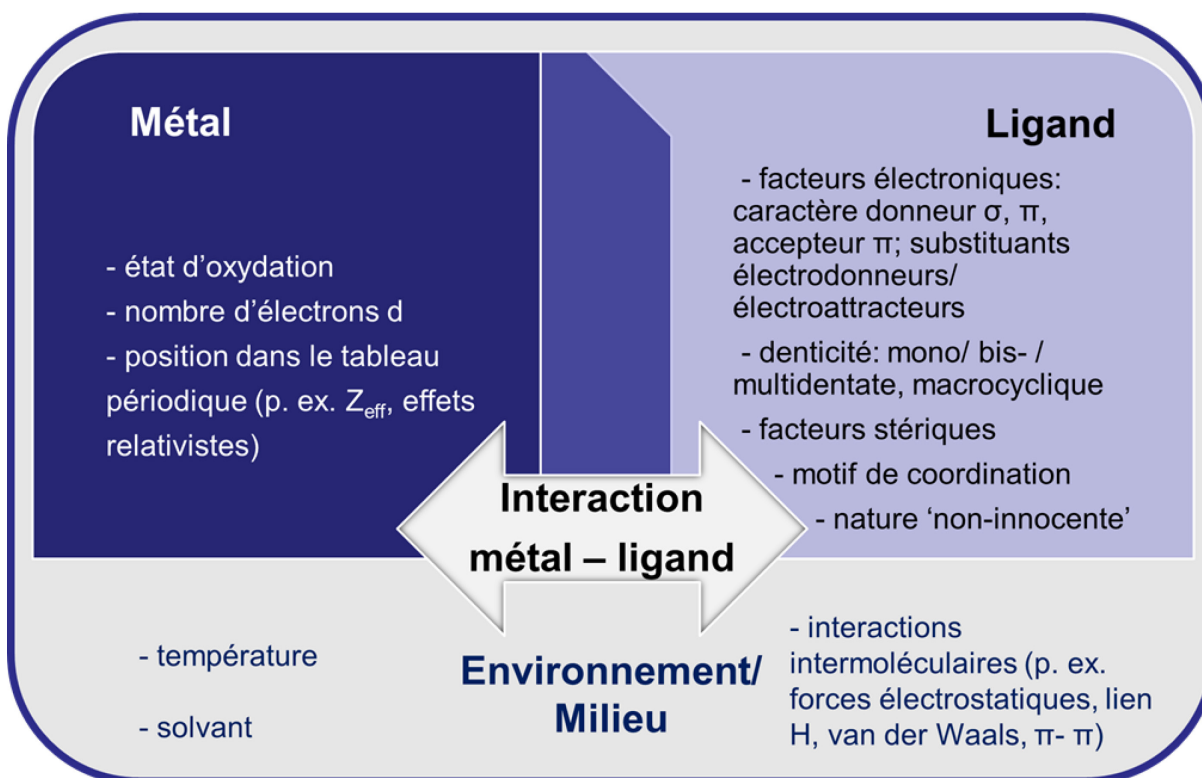 Métal
- état d’oxydation
- nombre d’électrons d
- position dans le tableau
périodique (p. ex. Zeff, effets
relativistes)
Ligand
- facteurs électroniques:
caractère donneur σ, π,
accepteur π; substituants
électrodonneurs/
électroattracteurs
- denticité: mono/ bis- /
multidentate, macrocyclique
- facteurs stériques
- motif de coordination
- nature ‘non-innocente’
Interaction
métal – ligand
- température
- solvant
Environnement/
Milieu
- interactions
intermoléculaires (p. ex.
forces électrostatiques, lien
H, van der Waals, π- π)